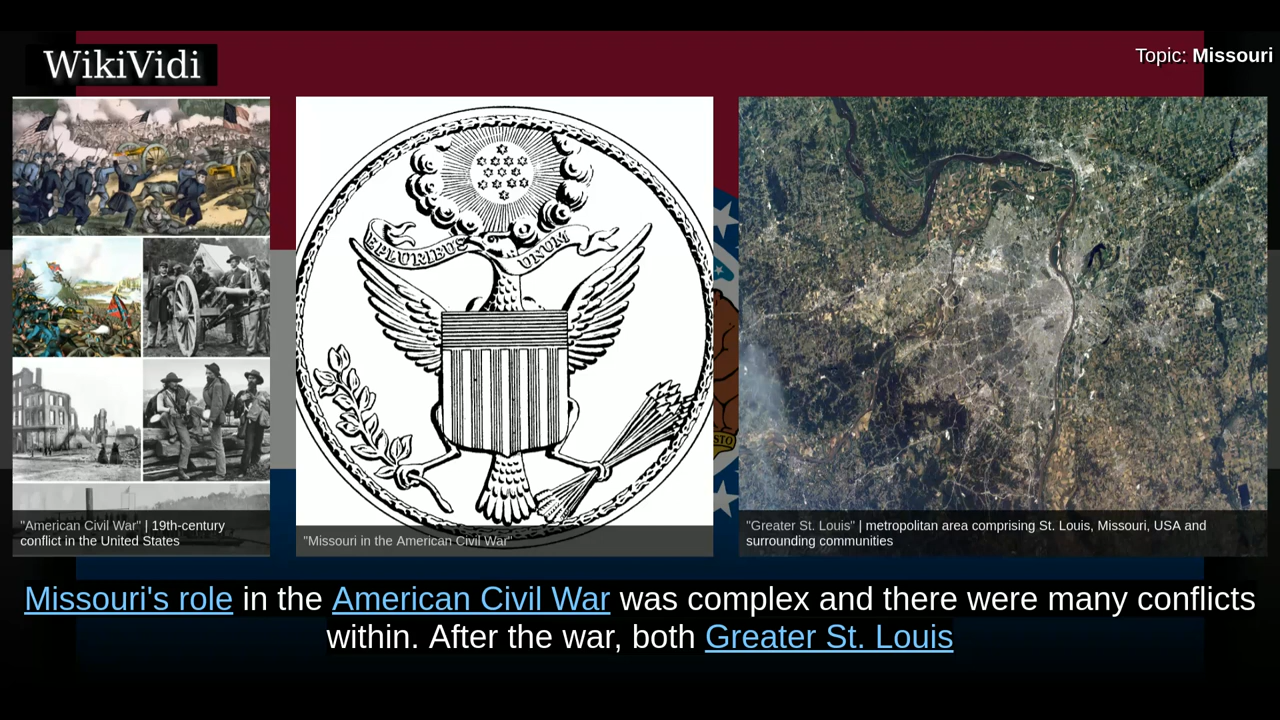 WikiVidi
Topic: Missouri
E PLURIBUS UNUM
STO
"American Civil War" | 19th-century
conflict in the United States
"Missouri in the American Civil War"
"Greater St. Louis" | metropolitan area comprising St. Louis, Missouri, USA and
surrounding communities
Missouri's role in the American Civil War was complex and there were many conflicts
within. After the war, both Greater St. Louis